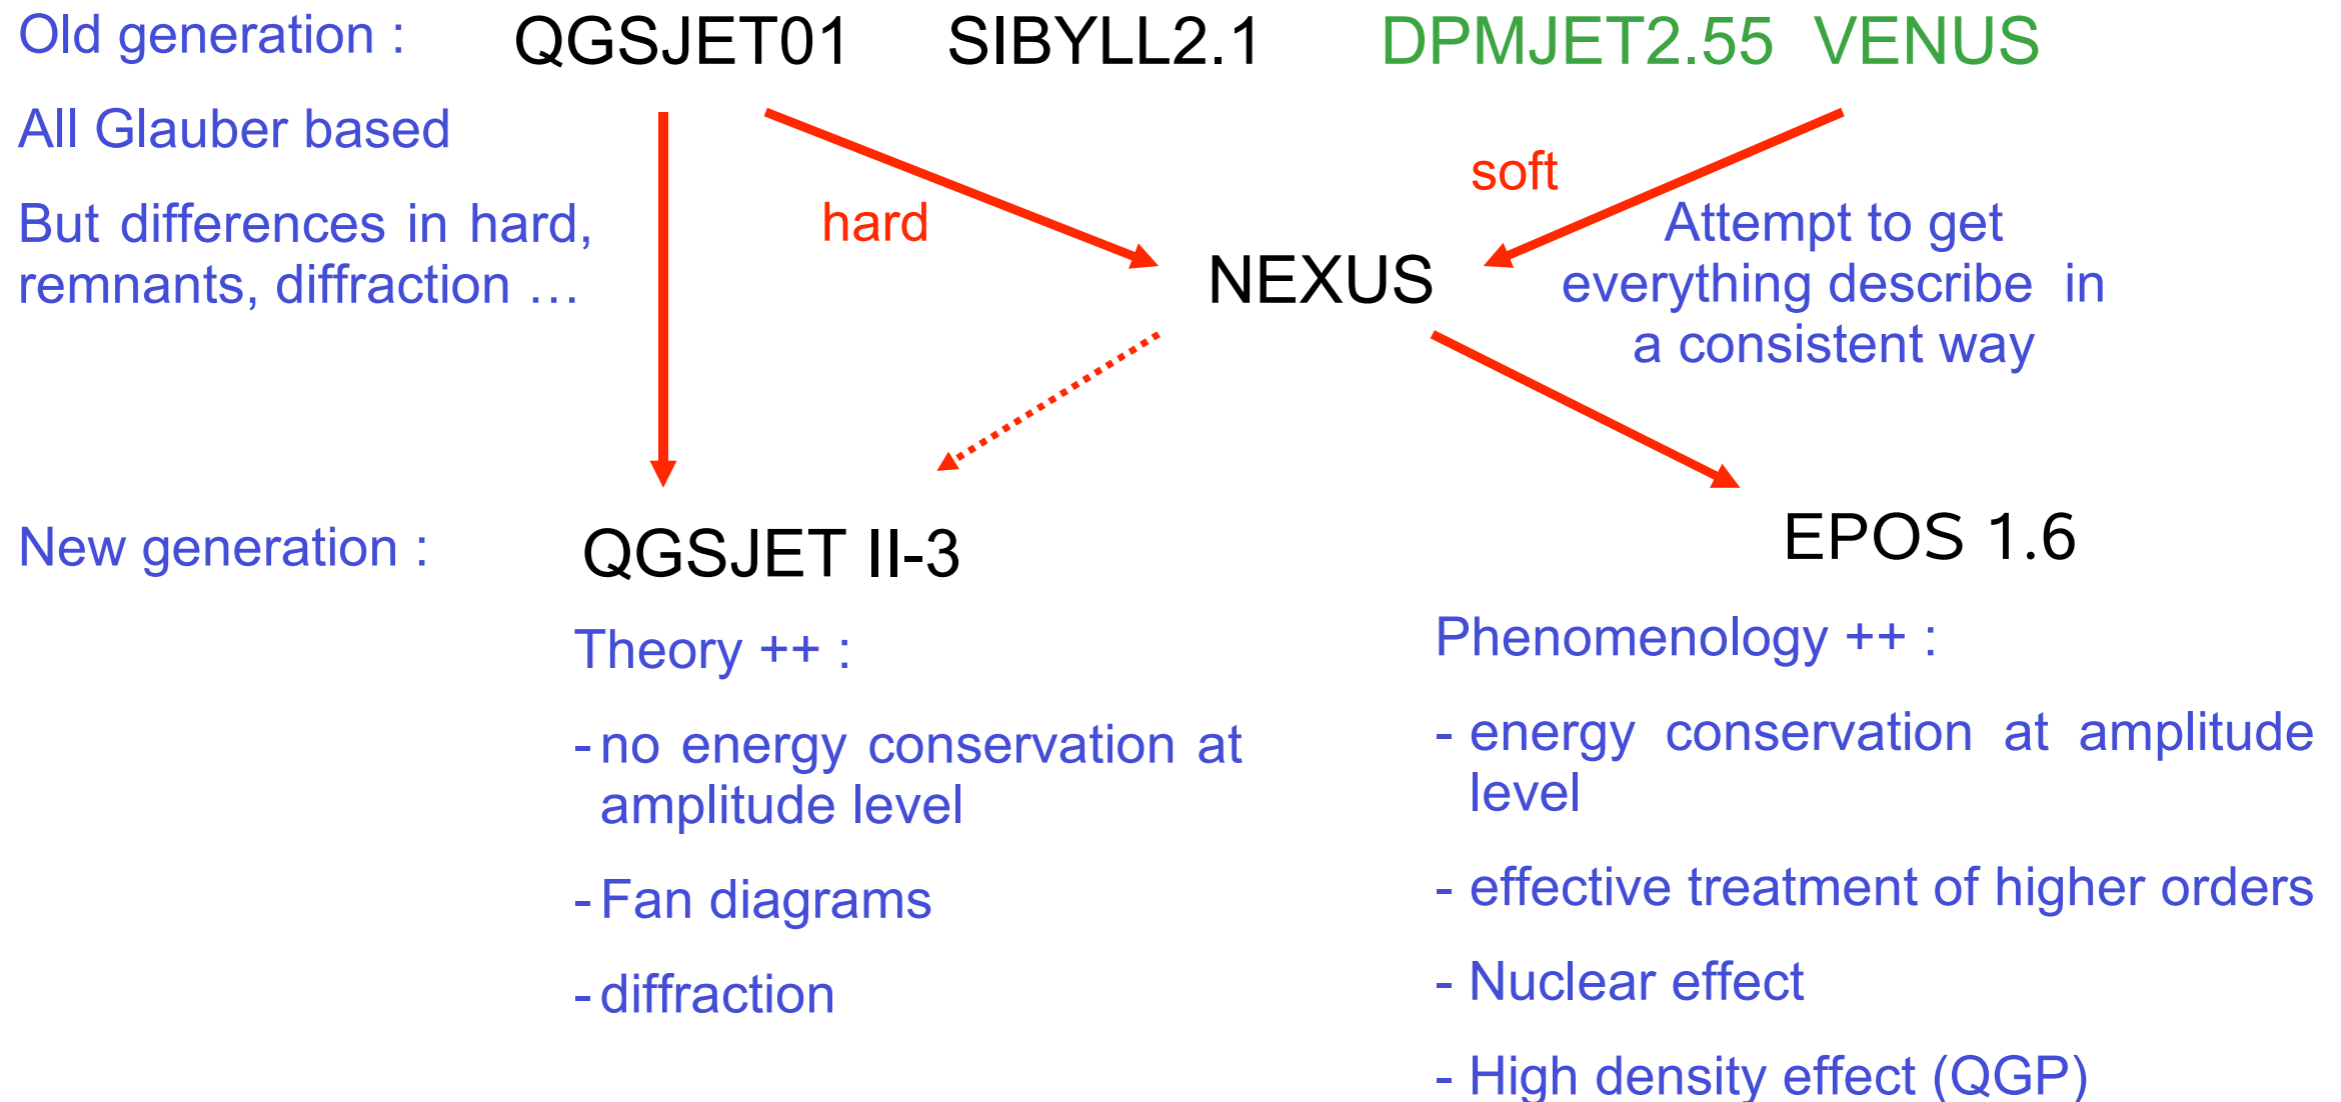 Old generation : QGSJET01 SIBYLL2.1 DPMJET2.55 VENUS
All Glauber based
But differences in hard,
remnants, diffraction …
hard
soft
NEXUS
Attempt to get
everything describe in
a consistent way
New generation : QGSJET II-3 EPOS 1.6
Theory ++ :
- no energy conservation at
amplitude level
- Fan diagrams
- diffraction
Phenomenology ++ :
- energy conservation at amplitude
level
- effective treatment of higher orders
- Nuclear effect
- High density effect (QGP)